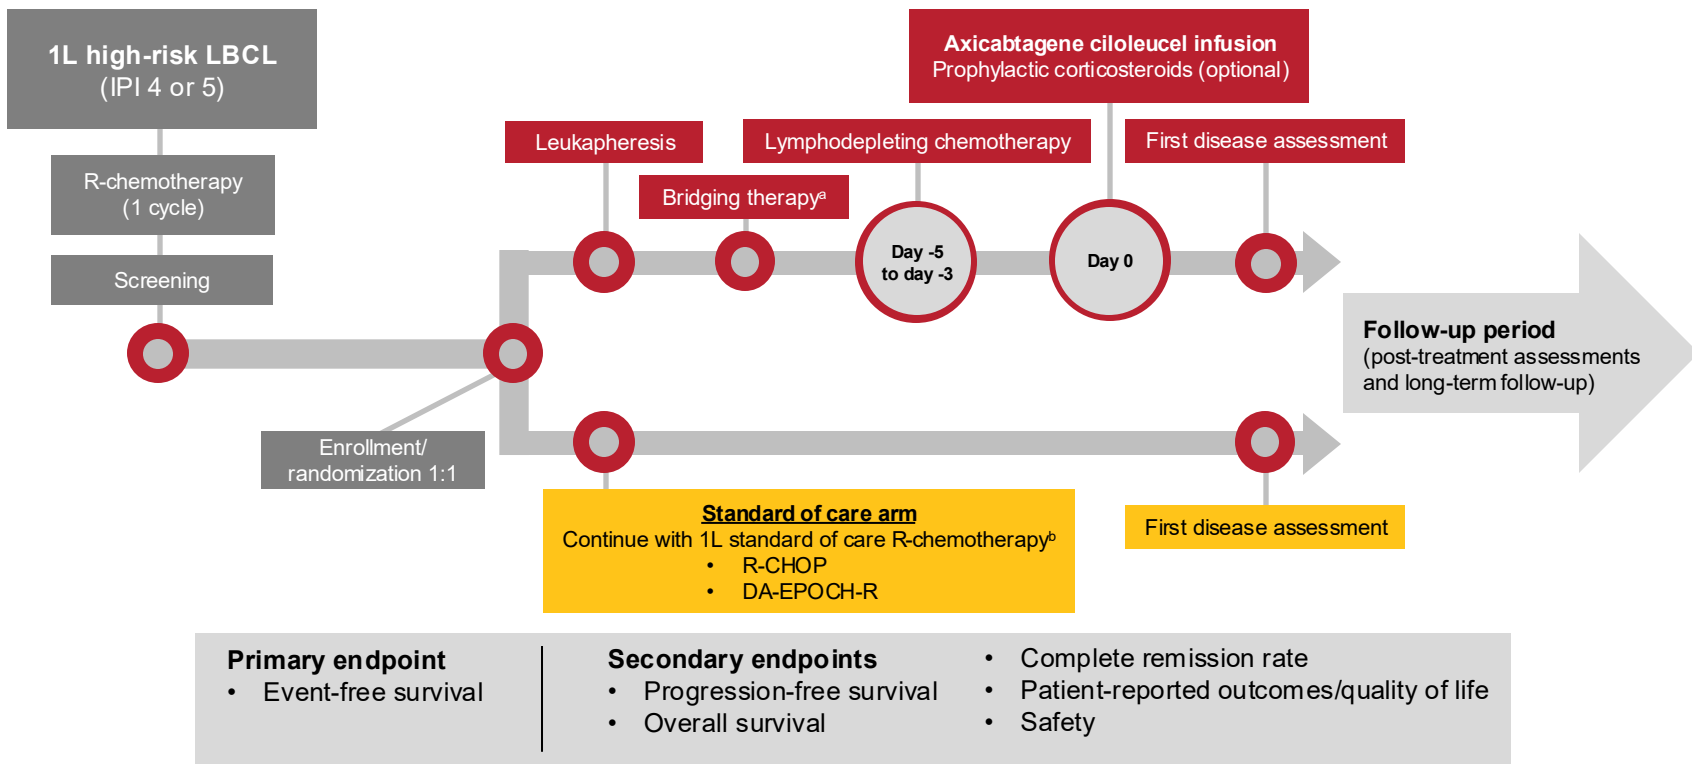 1L high-risk LBCL
(IPI 4 or 5)
R-chemotherapy
(1 cycle)
Screening
Enrollment/
randomization 1:1
Leukapheresis
Bridging therapyᵃ
Lymphodepleting chemotherapy
Day -5
to day -3
Axicabtagene ciloleucel infusion
Prophylactic corticosteroids (optional)
Day 0
First disease assessment
Standard of care arm
Continue with 1L standard of care R-chemotherapyᵇ
• R-CHOP
• DA-EPOCH-R
First disease assessment
Follow-up period
(post-treatment assessments
and long-term follow-up)
Primary endpoint
• Event-free survival
Secondary endpoints
• Progression-free survival
• Overall survival
• Complete remission rate
• Patient-reported outcomes/quality of life
• Safety